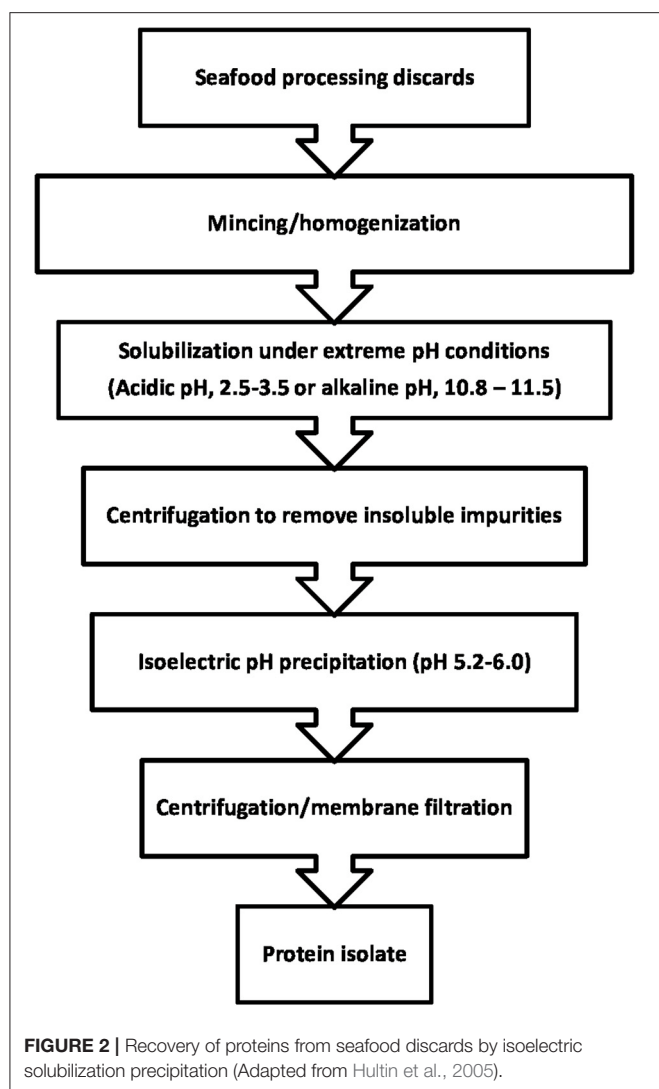 Seafood processing discards
Mincing/homogenization
Solubilization under extreme pH conditions
(Acidic pH, 2.5-3.5 or alkaline pH, 10.8 – 11.5)
Centrifugation to remove insoluble impurities
Isoelectric pH precipitation (pH 5.2-6.0)
Centrifugation/membrane filtration
Protein isolate
FIGURE 2 | Recovery of proteins from seafood discards by isoelectric
solubilization precipitation (Adapted from Hultin et al., 2005).